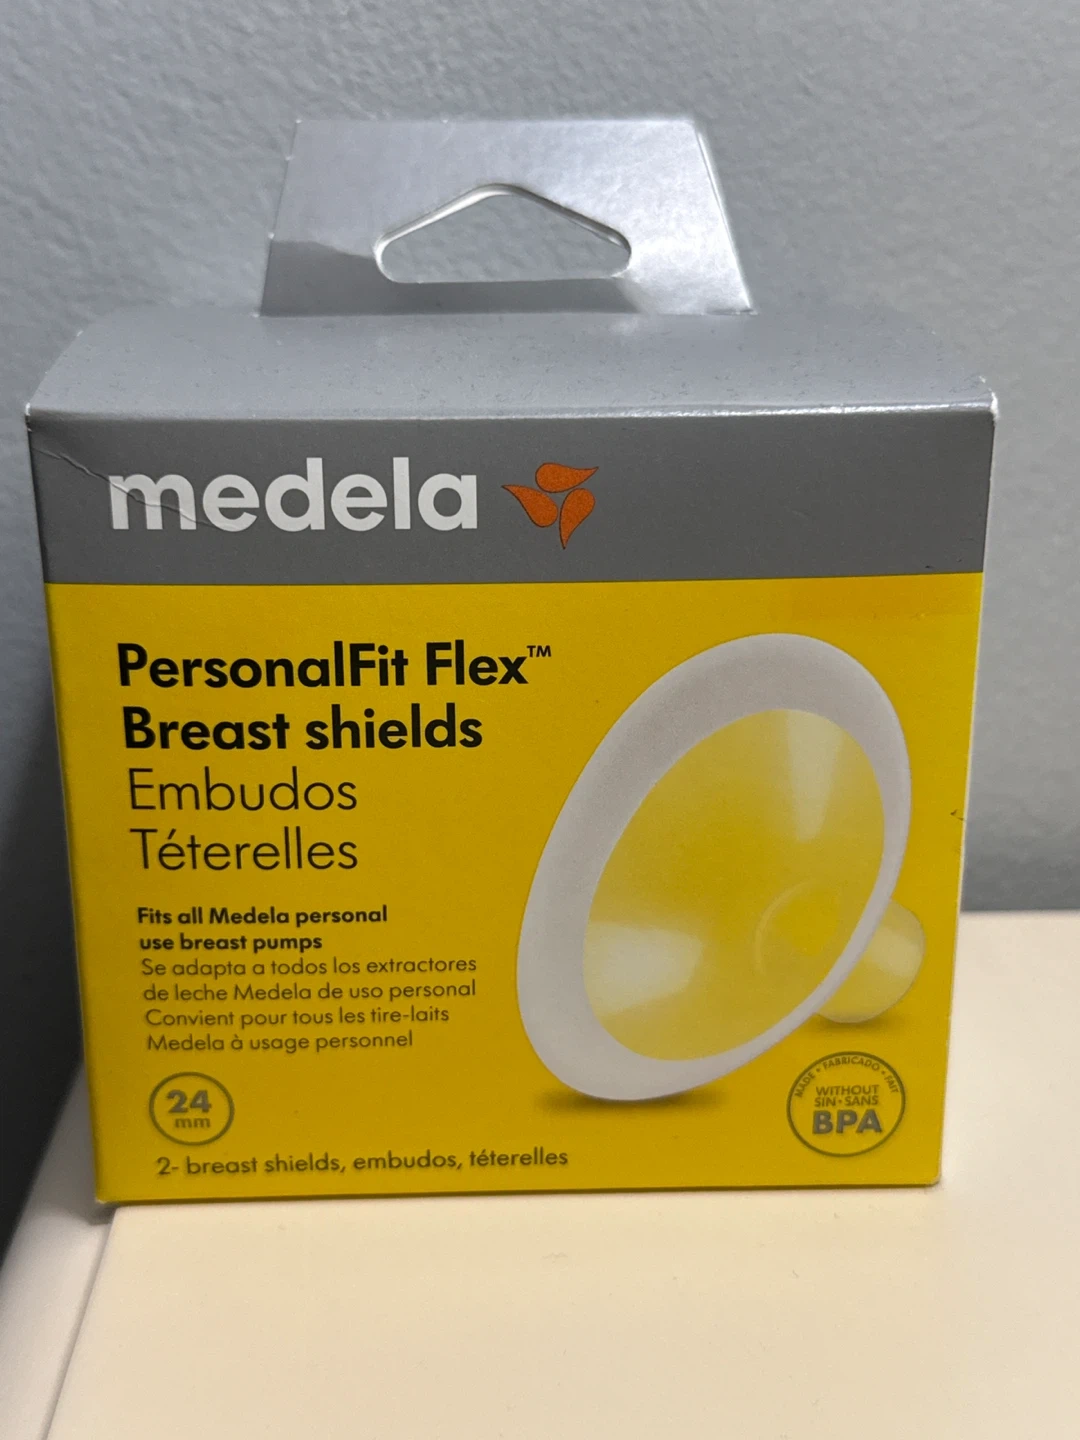 medela
PersonalFit Flex™
Breast shields
Embudos
Téterelles
Fits all Medela personal
use breast pumps
Se adapta a todos los extractores
de leche Medela de uso personal
Convient pour tous les tire-laits
Medela à usage personnel
24
mm
2- breast shields, embudos, téterelles
MADE • FABRICADO • FAIT
WITHOUT
SIN • SANS
BPA